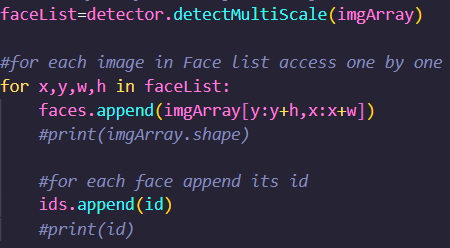 faceList=detector.detectMultiScale(imgArray)
#for each image in Face list access one by one
for x,y,w,h in faceList:
faces.append(imgArray[y:y+h,x:x+w])
#print(imgArray.shape)
#for each face append its id
ids.append(id)
#print(id)